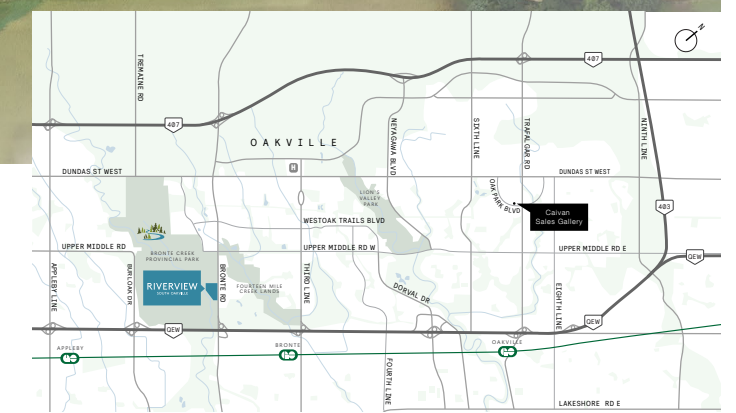 N
407
TREMAINE RD
407
OAKVILLE
NEYAGAWA BLVD
SIXTH LINE
TRAFALGAR RD
NINTH LINE
H
DUNDAS ST WEST
DUNDAS ST WEST
LION'S
VALLEY
PARK
OAK PARK BLVD
403
Caivan
Sales Gallery
WESTOAK TRAILS BLVD
UPPER MIDDLE RD
UPPER MIDDLE RD W
UPPER MIDDLE RD E
BRONTE CREEK
PROVINCIAL PARK
QEW
APPLEBY LINE
BURLOAK DR
RIVERVIEW
SOUTH OAKVILLE
BRONTE RD
FOURTEEN MILE
CREEK LANDS
THIRD LINE
DORVAL DR
EIGHTH LINE
QEW
QEW
APPLEBY
BRONTE
OAKVILLE
FOURTH LINE
LAKESHORE RD E